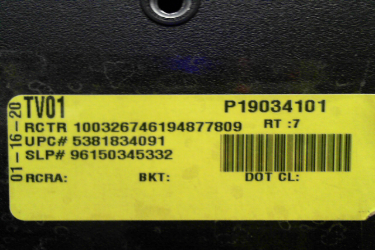 01-16-20
TV01 P19034101
RCTR 100326746194877809 RT :7
UPC# 5381834091
SLP# 96150345332
RCRA: BKT: DOT CL: